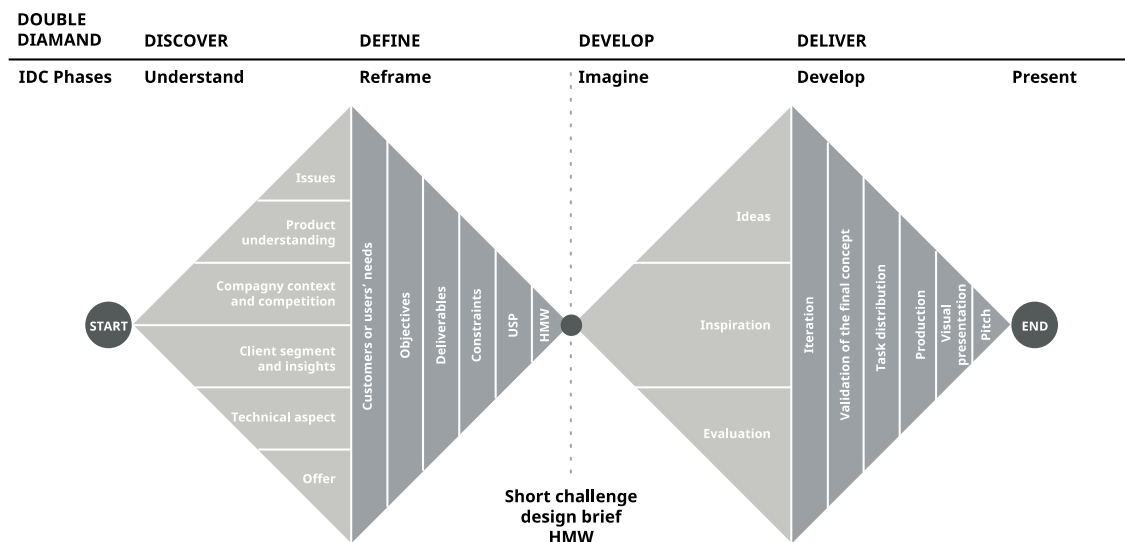 DOUBLE
DIAMAND
DISCOVER
DEFINE
DEVELOP
DELIVER
IDC Phases
Understand
Reframe
Imagine
Develop
Present
START
Issues
Product
understanding
Compagny context
and competition
Client segment
and insights
Technical aspect
Offer
Customers or users' needs
Objectives
Deliverables
Constraints
USP
HMW
Short challenge
design brief
HMW
Ideas
Inspiration
Evaluation
Iteration
Validation of the final concept
Task distribution
Production
Visual
presentation
Pitch
END